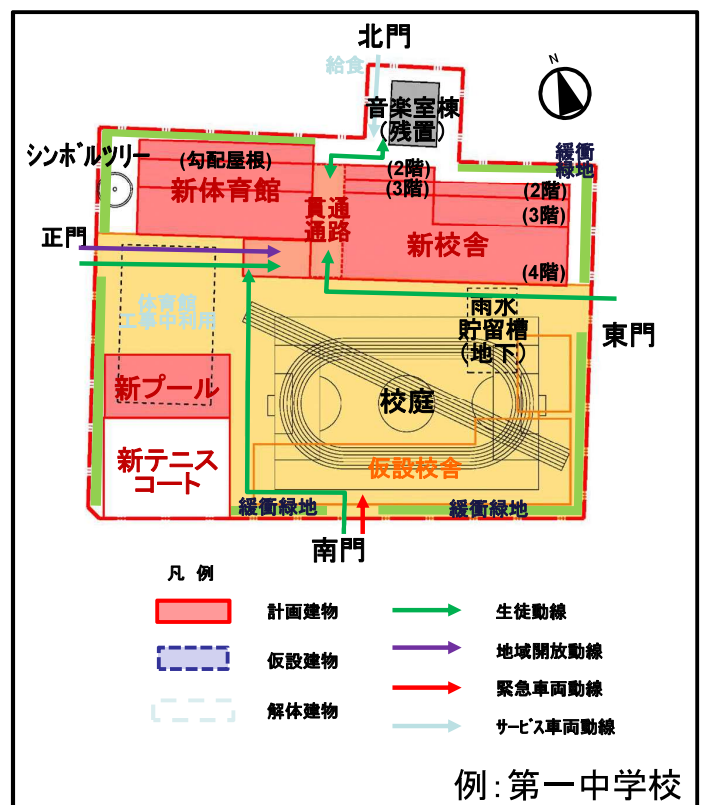 北門
給食
N
音楽室棟
(残置)
シンボルツリー
(勾配屋根)
緩衝
緑地
(2階)
(3階)
(2階)
(3階)
新体育館
貫通
通路
新校舎
正門
(4階)
体育館
工事中利用
雨水
貯留槽
(地下)
東門
新プール
校庭
新テニス
コート
仮設校舎
緩衝緑地
緩衝緑地
南門
凡 例
計画建物
生徒動線
仮設建物
地域開放動線
解体建物
緊急車両動線
サービス車両動線
例:第一中学校